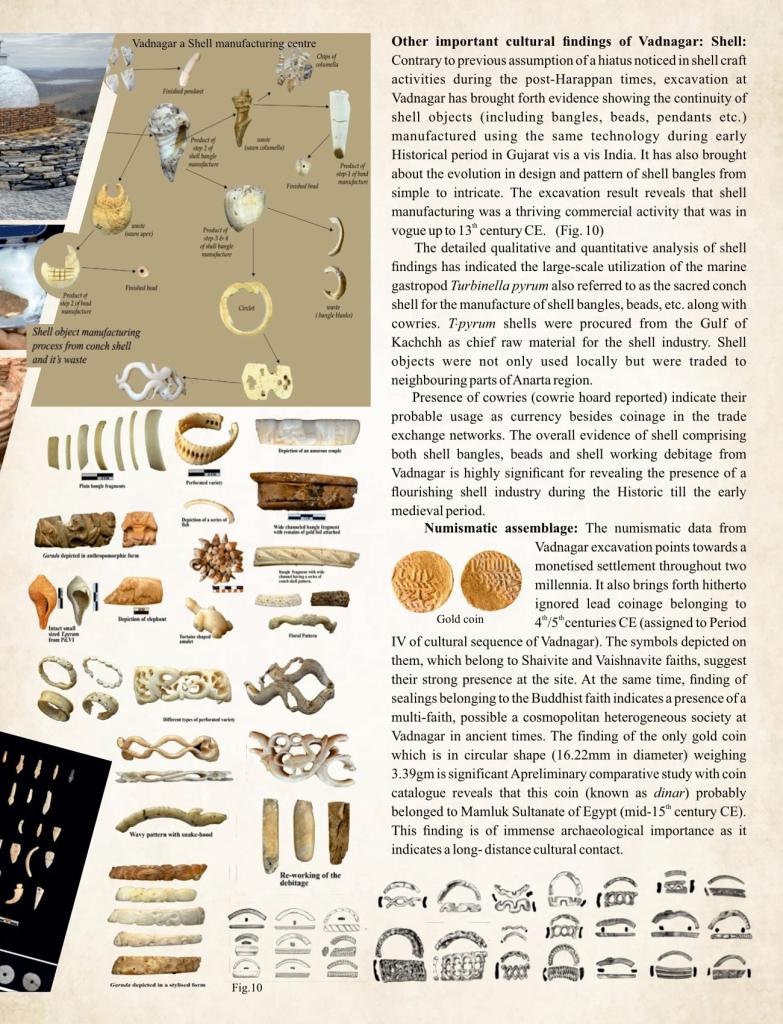 Vadnagar a Shell manufacturing centre
Chips of
columella
Finished pendant
Product of
step 2 of
shell bangle
manufacture
waste
(sawn columella)
Finished bead
Product of
step-1 of bead
manufacture
waste
(sawn apex)
Product of
step-3 & 4
of shell bangle
manufacture
Product of
step 2 of bead
manufacture
Finished bead
Circlet
waste
( bangle blanks)
Shell object manufacturing
process from conch shell
and it's waste
Plain bangle fragments
Perforated variety
Depiction of an amorous couple
Depiction of a series of
fish
Wide channeled bangle fragment
with remains of gold foil attached
Garuda depicted in anthropomorphic form
Bangle fragment with wide
channel having a series of
conch shell pattern.
Intact small
sized T.pyrum
from Pd.VI
Depiction of elephant
Tortoise shaped
amulet
Floral Pattern
Different types of perforated variety
Wavy pattern with snake-hood
Re-working of the
debitage
Garuda depicted in a stylised form
Fig.10
Other important cultural findings of Vadnagar: Shell:
Contrary to previous assumption of a hiatus noticed in shell craft
activities during the post-Harappan times, excavation at
Vadnagar has brought forth evidence showing the continuity of
shell objects (including bangles, beads, pendants etc.)
manufactured using the same technology during early
Historical period in Gujarat vis a vis India. It has also brought
about the evolution in design and pattern of shell bangles from
simple to intricate. The excavation result reveals that shell
manufacturing was a thriving commercial activity that was in
vogue up to 13th century CE. (Fig. 10)
The detailed qualitative and quantitative analysis of shell
findings has indicated the large-scale utilization of the marine
gastropod Turbinella pyrum also referred to as the sacred conch
shell for the manufacture of shell bangles, beads, etc. along with
cowries. T-pyrum shells were procured from the Gulf of
Kachchh as chief raw material for the shell industry. Shell
objects were not only used locally but were traded to
neighbouring parts of Anarta region.
Presence of cowries (cowrie hoard reported) indicate their
probable usage as currency besides coinage in the trade
exchange networks. The overall evidence of shell comprising
both shell bangles, beads and shell working debitage from
Vadnagar is highly significant for revealing the presence of a
flourishing shell industry during the Historic till the early
medieval period.
Numismatic assemblage: The numismatic data from
Vadnagar excavation points towards a
monetised settlement throughout two
millennia. It also brings forth hitherto
ignored lead coinage belonging to
4th/5th centuries CE (assigned to Period
Gold coin
IV of cultural sequence of Vadnagar). The symbols depicted on
them, which belong to Shaivite and Vaishnavite faiths, suggest
their strong presence at the site. At the same time, finding of
sealings belonging to the Buddhist faith indicates a presence of a
multi-faith, possible a cosmopolitan heterogeneous society at
Vadnagar in ancient times. The finding of the only gold coin
which is in circular shape (16.22mm in diameter) weighing
3.39gm is significant Apreliminary comparative study with coin
catalogue reveals that this coin (known as dinar) probably
belonged to Mamluk Sultanate of Egypt (mid-15th century CE).
This finding is of immense archaeological importance as it
indicates a long- distance cultural contact.